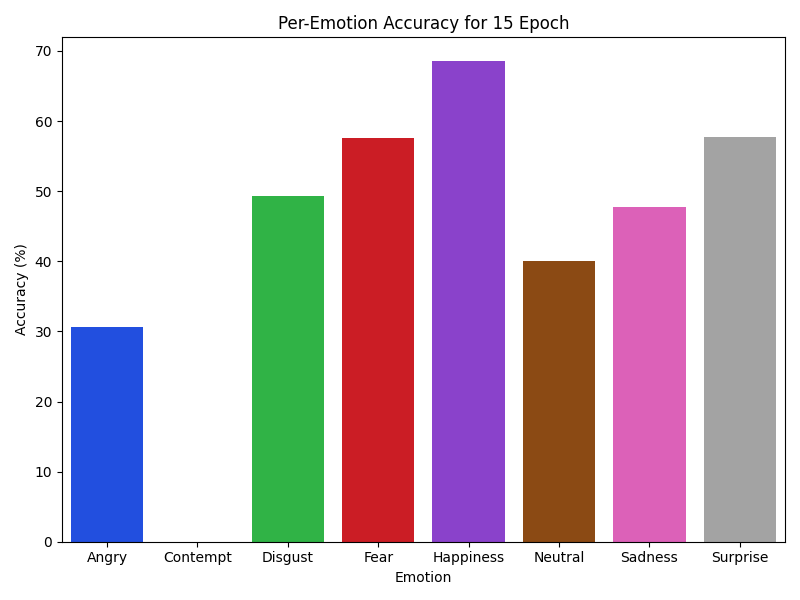 Per-Emotion Accuracy for 15 Epoch
70
60
50
40
30
20
10
0
Accuracy (%)
Angry Contempt Disgust Fear Happiness Neutral Sadness Surprise
Emotion